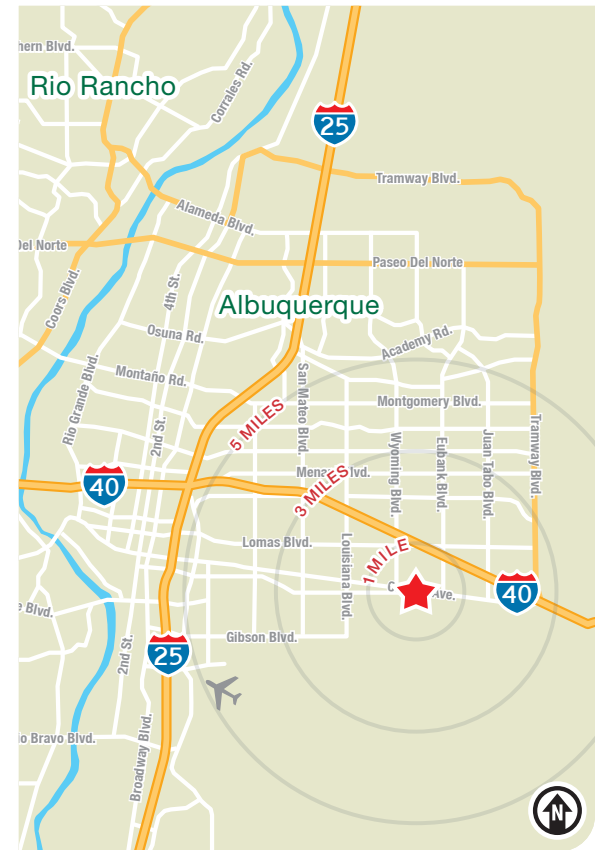 hern Blvd.
Rio Rancho
Corrales Rd.
25
Tramway Blvd.
Alameda Blvd.
Del Norte
Paseo Del Norte
Coors Blvd.
4th St.
Albuquerque
Osuna Rd.
Academy Rd.
Montaño Rd.
San Mateo Blvd.
Rio Grande Blvd.
Montgomery Blvd.
5 MILES
2nd St.
Wyoming Blvd.
Eubank Blvd.
Juan Tabo Blvd.
Tramway Blvd.
40
3 MILES
Mena lvd.
Lomas Blvd.
Louisiana Blvd.
1 MILE
C Ave.
40
e Blvd.
Gibson Blvd.
2nd St.
25
o Bravo Blvd.
Broadway Blvd.
N